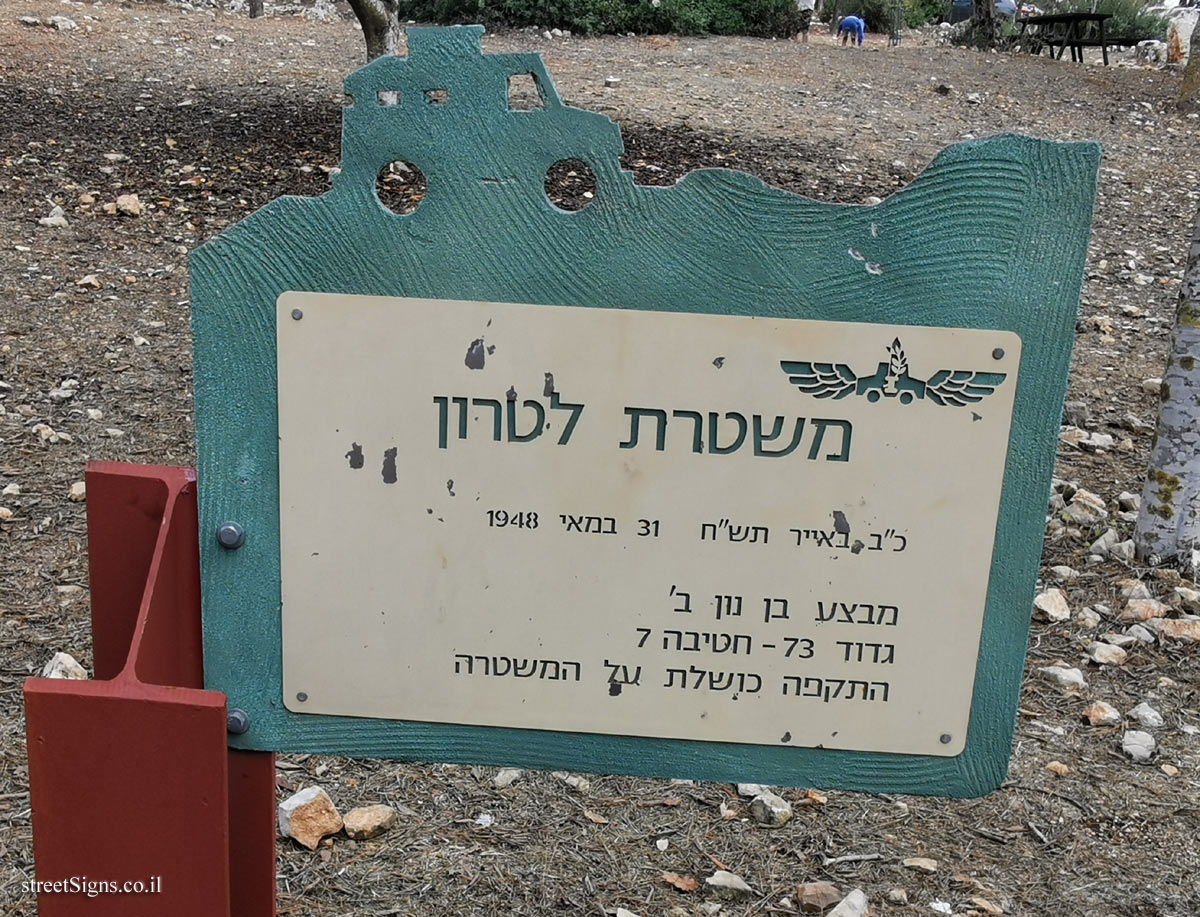 משטרת לטרון
כ"ב באייר תש"ח 31 במאי 1948
מבצע בן נון ב'
גדוד 73 - חטיבה 7
התקפה כושלת על המשטרה
streetSigns.co.il